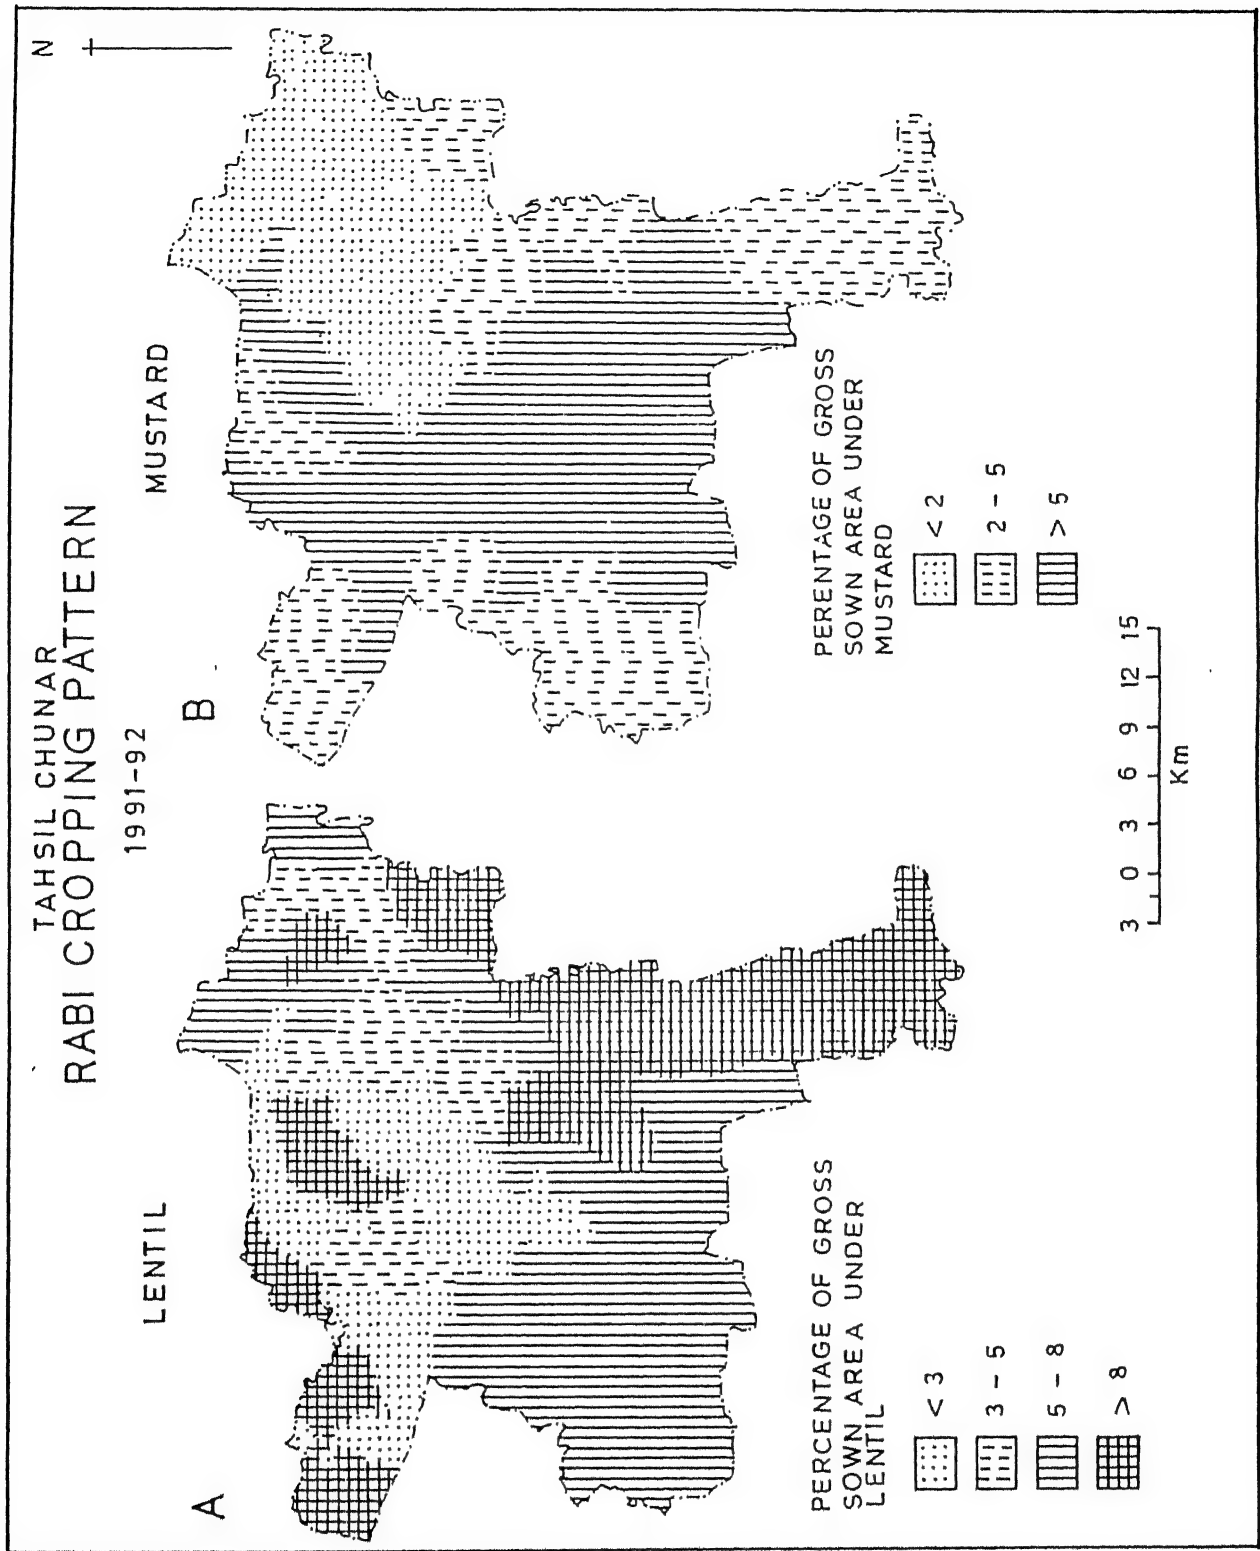 TAHSIL CHUNAR
RABI CROPPING PATTERN
1991-92
N
LENTIL
MUSTARD
A
B
PERCENTAGE OF GROSS
SOWN AREA UNDER
LENTIL
< 3
3 - 5
5 - 8
> 8
PERENTAGE OF GROSS
SOWN AREA UNDER
MUSTARD
< 2
2 - 5
> 5
3 0 3 6 9 12 15
Km